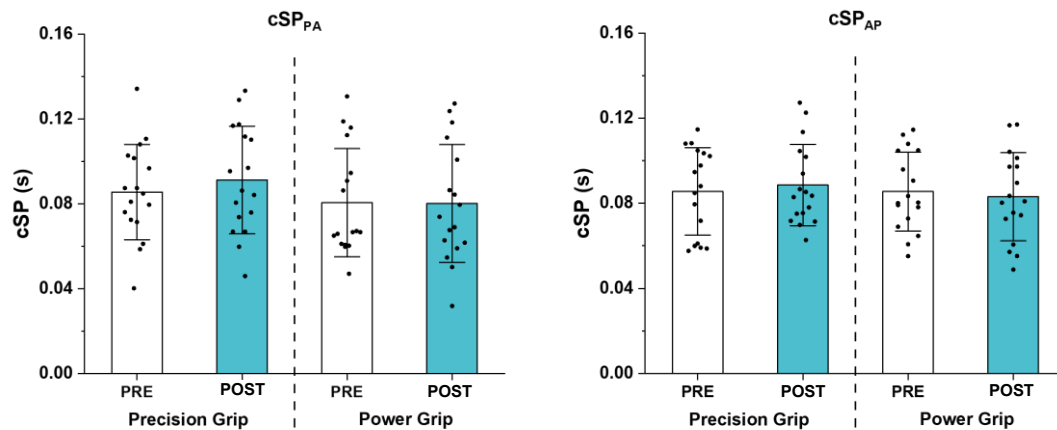 cSPPA
cSP (s)
0.16
0.12
0.08
0.04
0.00
PRE
POST
PRE
POST
Precision Grip
Power Grip
cSPAP
cSP (s)
0.16
0.12
0.08
0.04
0.00
PRE
POST
PRE
POST
Precision Grip
Power Grip